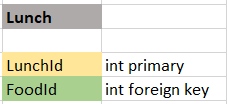 Lunch
LunchId int primary
FoodId int foreign key